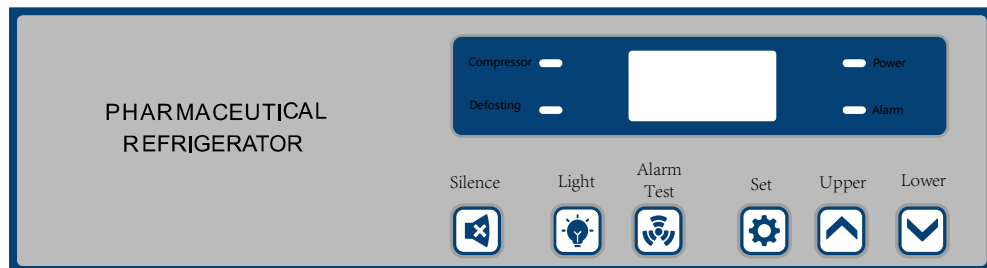 PHARMACEUTICAL
REFRIGERATOR
Compressor
Power
Defosting
Alarm
Silence
Light
Alarm
Test
Set
Upper
Lower